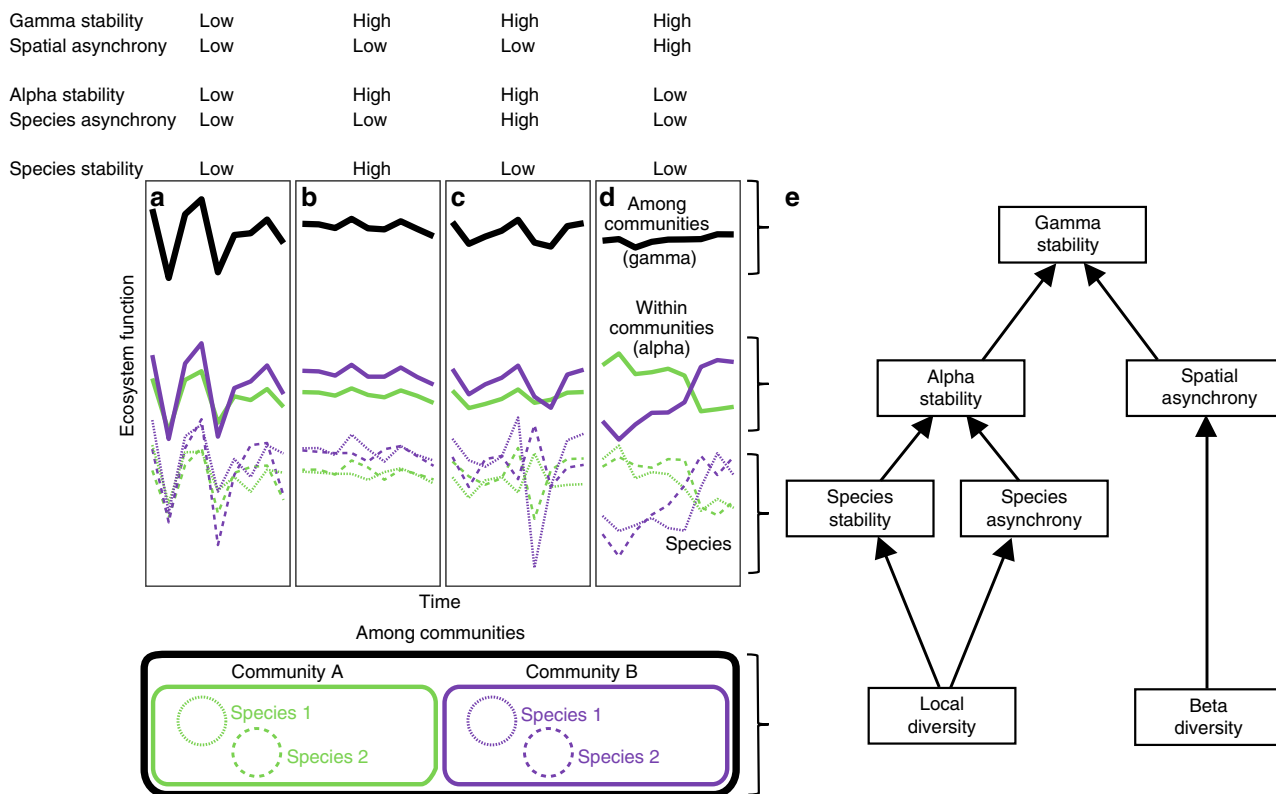 Gamma stability Low High High High
Spatial asynchrony Low Low Low High
Alpha stability Low High High Low
Species asynchrony Low Low High Low
Species stability Low High Low Low
a b c d e
Among
communities
(gamma)
Within
communities
(alpha)
Species
Ecosystem function
Time
Among communities
Community A
Species 1
Species 2
Community B
Species 1
Species 2
Gamma
stability
Alpha
stability
Spatial
asynchrony
Species
stability
Species
asynchrony
Local
diversity
Beta
diversity